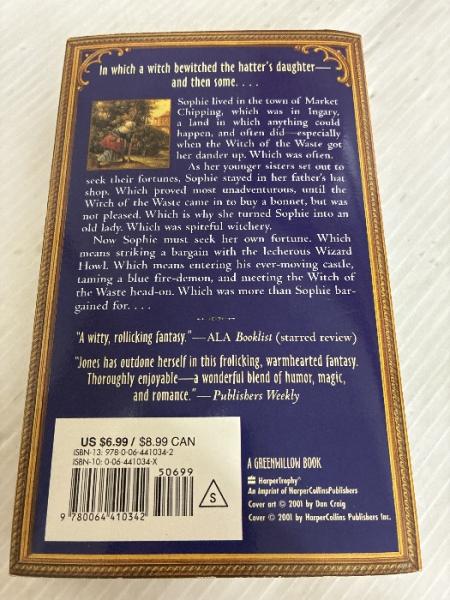 In which a witch bewitched the hatter's daughter—
and then some. . . .
Sophie lived in the town of Market
Chipping, which was in Ingary,
a land in which anything could
happen, and often did—especially
when the Witch of the Waste got
her dander up. Which was often.
As her younger sisters set out to
seek their fortunes, Sophie stayed in her father's hat
shop. Which proved most unadventurous, until the
Witch of the Waste came in to buy a bonnet, but was
not pleased. Which is why she turned Sophie into an
old lady. Which was spiteful witchery.
Now Sophie must seek her own fortune. Which
means striking a bargain with the lecherous Wizard
Howl. Which means entering his ever-moving castle,
taming a blue fire-demon, and meeting the Witch of
the Waste head-on. Which was more than Sophie bar-
gained for. . . .
"A witty, rollicking fantasy."—ALA Booklist (starred review)
"Jones has outdone herself in this frolicking, warmhearted fantasy.
Thoroughly enjoyable—a wonderful blend of humor, magic,
and romance."—Publishers Weekly
US $6.99 / $8.99 CAN
ISBN-13: 978-0-06-441034-2
ISBN-10: 0-06-441034-X
50699
S
9 780064 410342
A GREENWILLOW BOOK
HarperTrophy®
An Imprint of HarperCollinsPublishers
Cover art © 2001 by Dan Craig
Cover © 2001 by HarperCollins Publishers Inc.